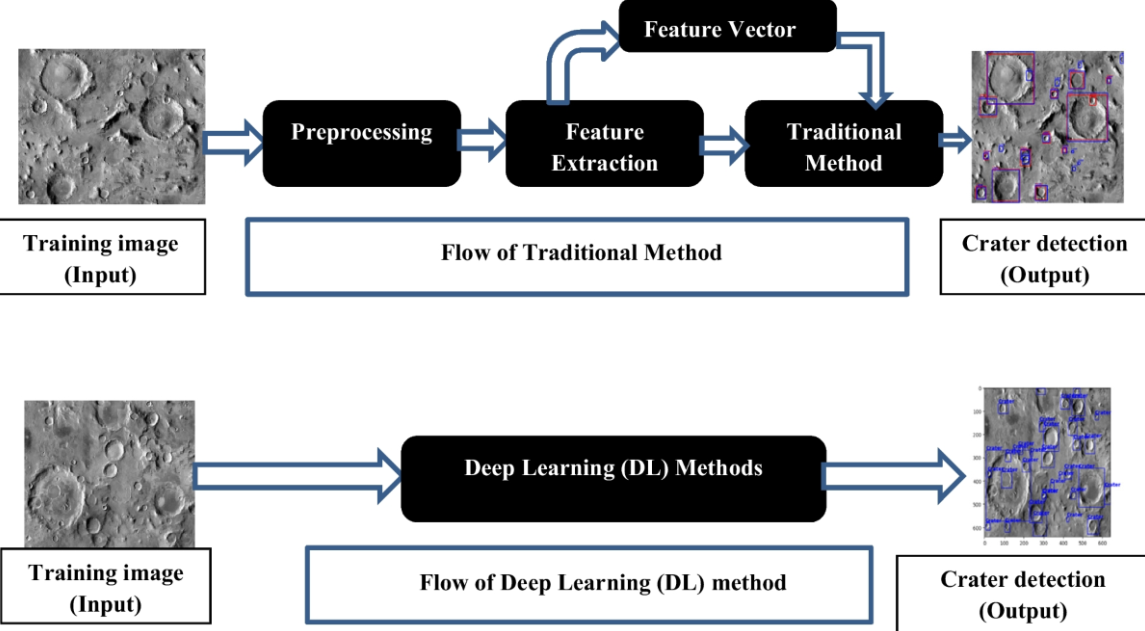 Feature Vector
Preprocessing
Feature
Extraction
Traditional
Method
Training image
(Input)
Flow of Traditional Method
Crater detection
(Output)
Deep Learning (DL) Methods
Training image
(Input)
Flow of Deep Learning (DL) method
Crater detection
(Output)